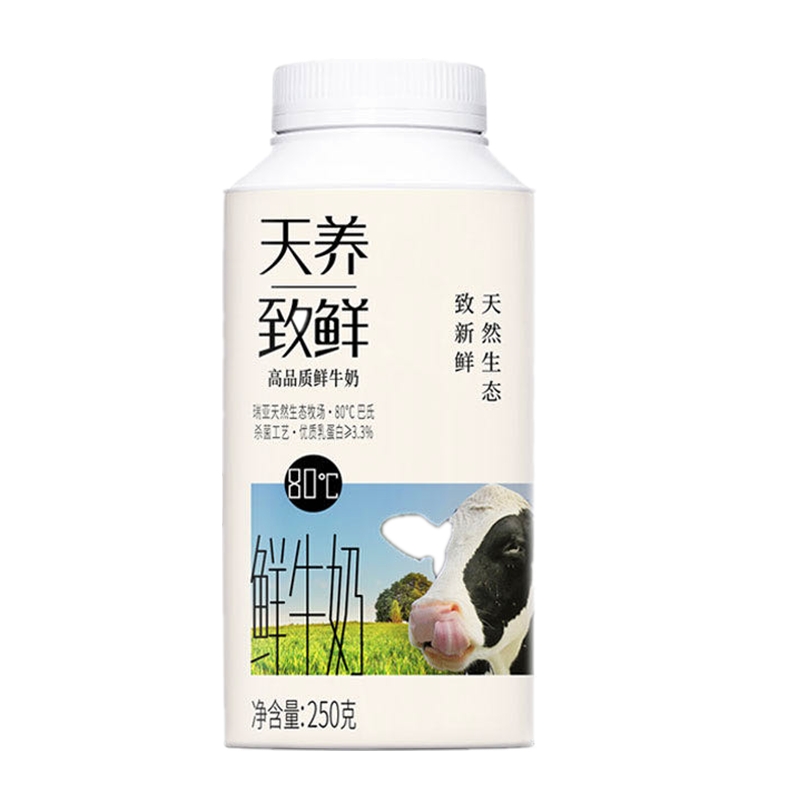 天养
致鲜
高品质鲜牛奶
瑞亚天然生态牧场·80℃巴氏
杀菌工艺·优质乳蛋白≥3.3%
天然生态
致新鲜
80℃
鲜牛奶
净含量:250克